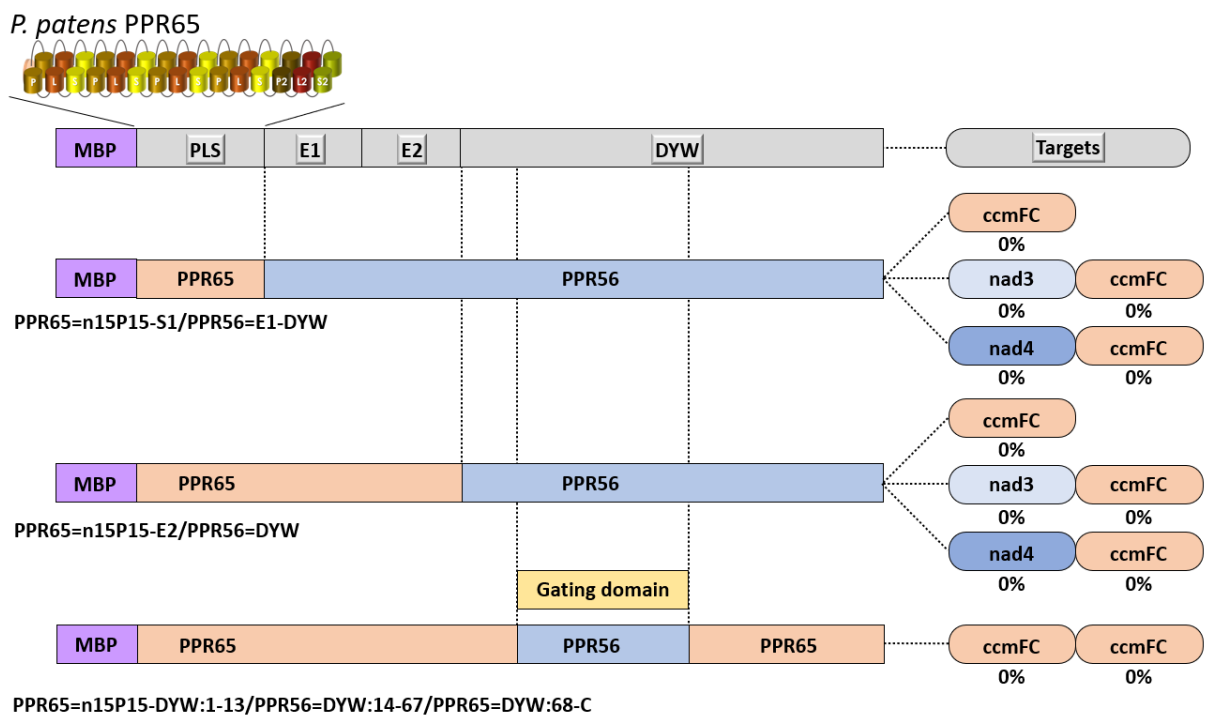 P. patens PPR65
P L S P L S P L S P L S P2 L2 S2
MBP PLS E1 E2 DYW Targets
ccmFC
0%
MBP PPR65 PPR56 nad3 ccmFC
0% 0%
PPR65=n15P15-S1/PPR56=E1-DYW
nad4 ccmFC
0% 0%
ccmFC
0%
MBP PPR65 PPR56 nad3 ccmFC
0% 0%
PPR65=n15P15-E2/PPR56=DYW
nad4 ccmFC
0% 0%
Gating domain
MBP PPR65 PPR56 PPR65 ccmFC ccmFC
0% 0%
PPR65=n15P15-DYW:1-13/PPR56=DYW:14-67/PPR65=DYW:68-C